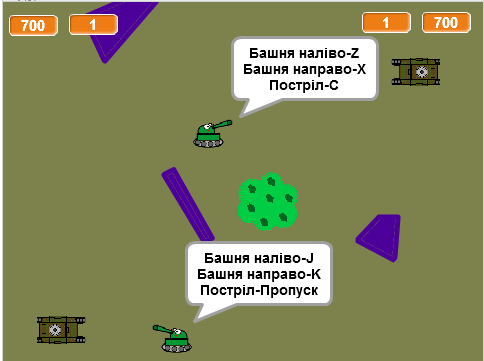 700 1 1 700
Башня наліво-Z
Башня направо-X
Постріл-C
Башня наліво-J
Башня направо-K
Постріл-Пропуск